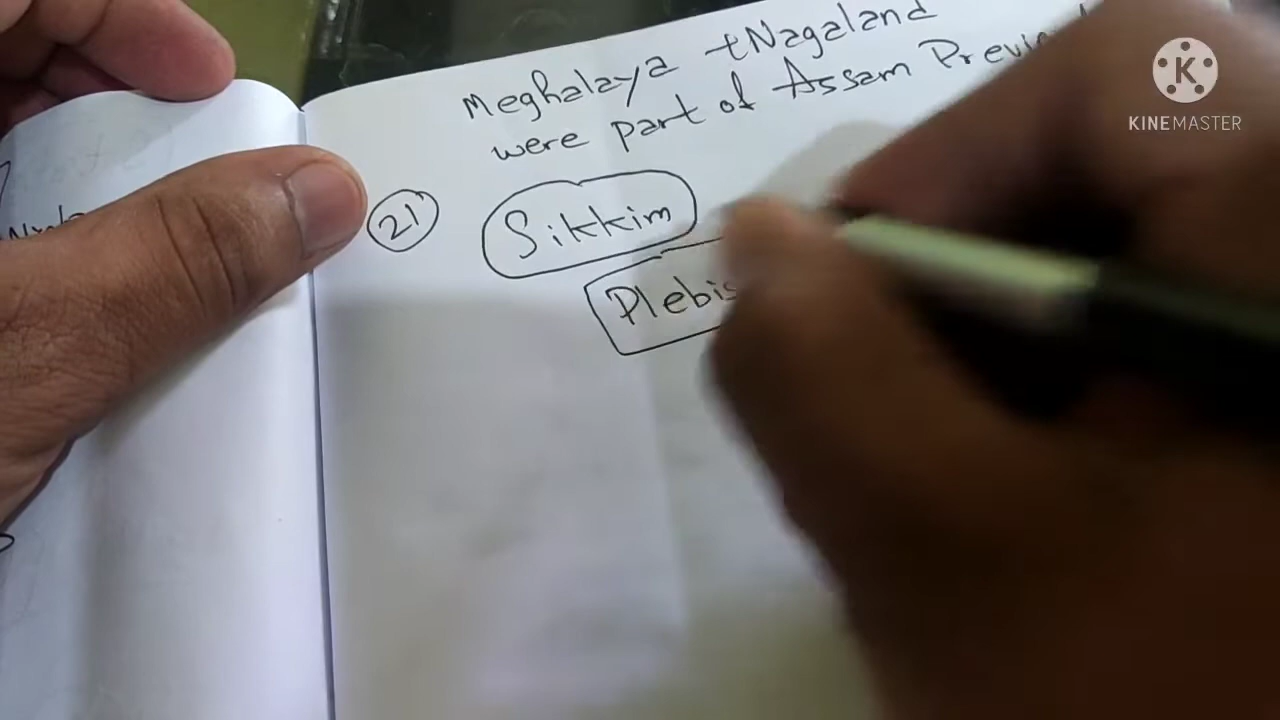 Meghalaya + Nagaland
were part of Assam
21
Sikkim
K
KINEMASTER